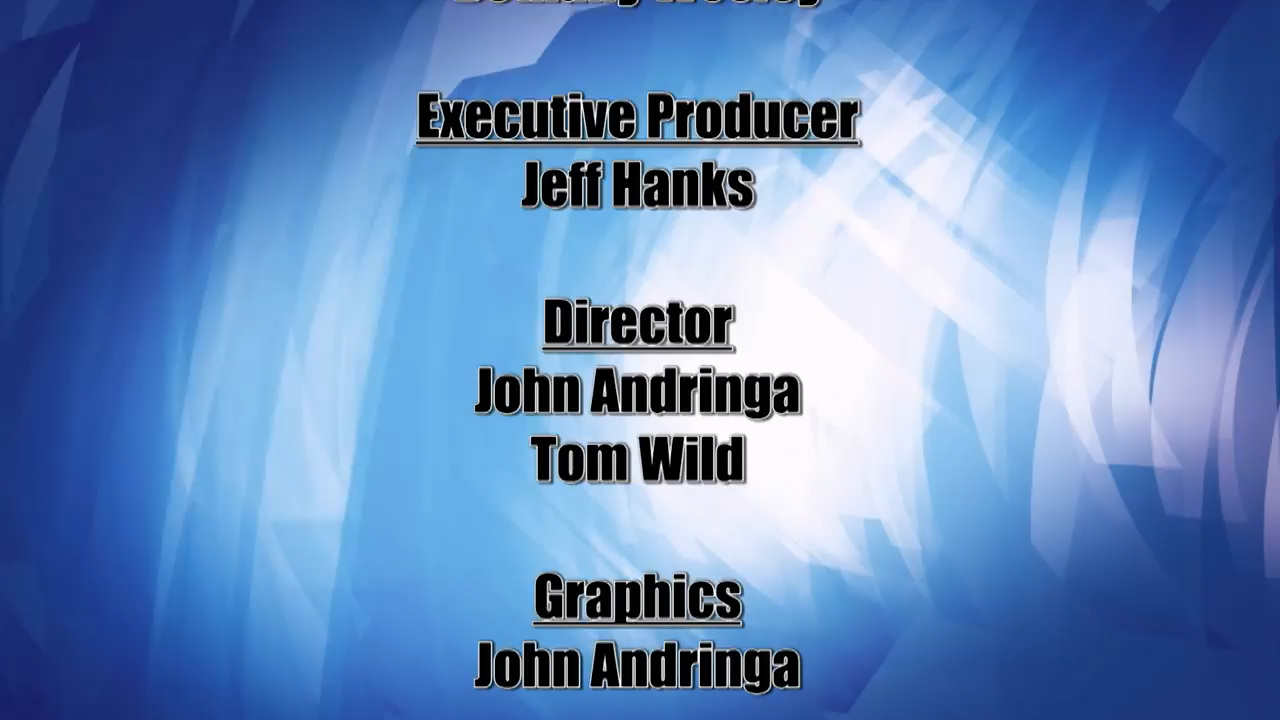 Executive Producer
Jeff Hanks
Director
John Andringa
Tom Wild
Graphics
John Andringa